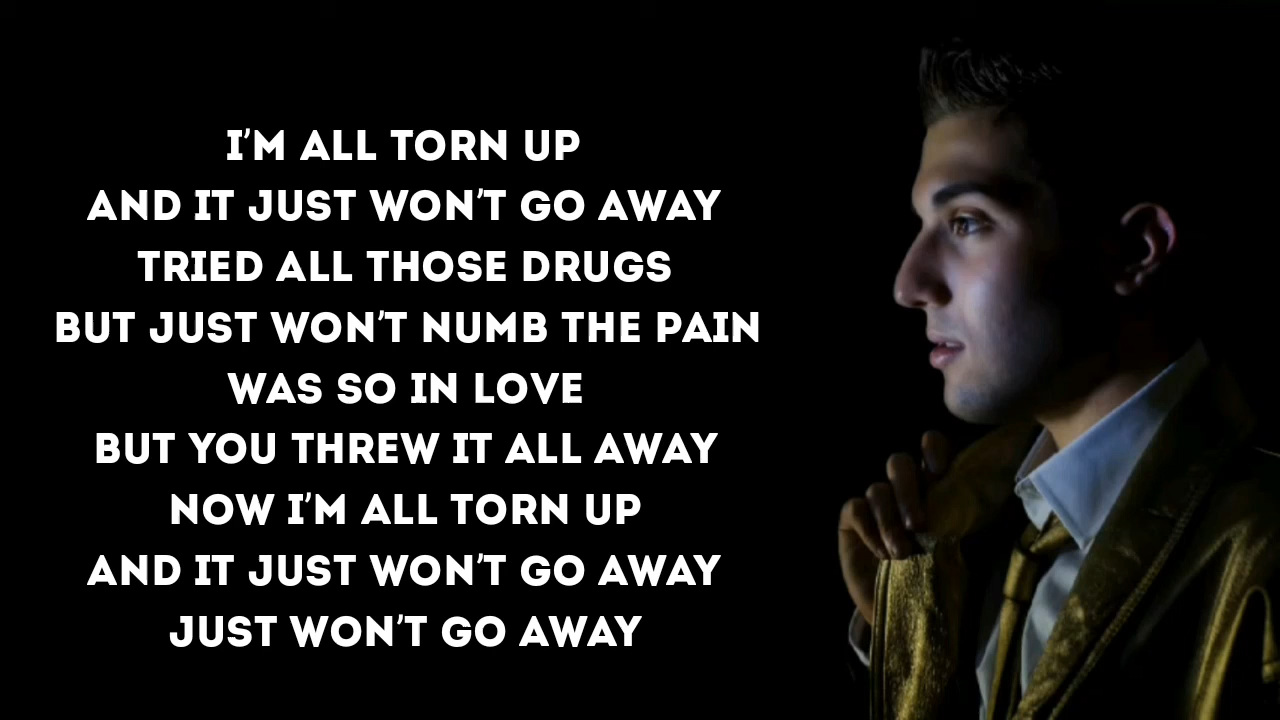 I'M ALL TORN UP
AND IT JUST WON'T GO AWAY
TRIED ALL THOSE DRUGS
BUT JUST WON'T NUMB THE PAIN
WAS SO IN LOVE
BUT YOU THREW IT ALL AWAY
NOW I'M ALL TORN UP
AND IT JUST WON'T GO AWAY
JUST WON'T GO AWAY